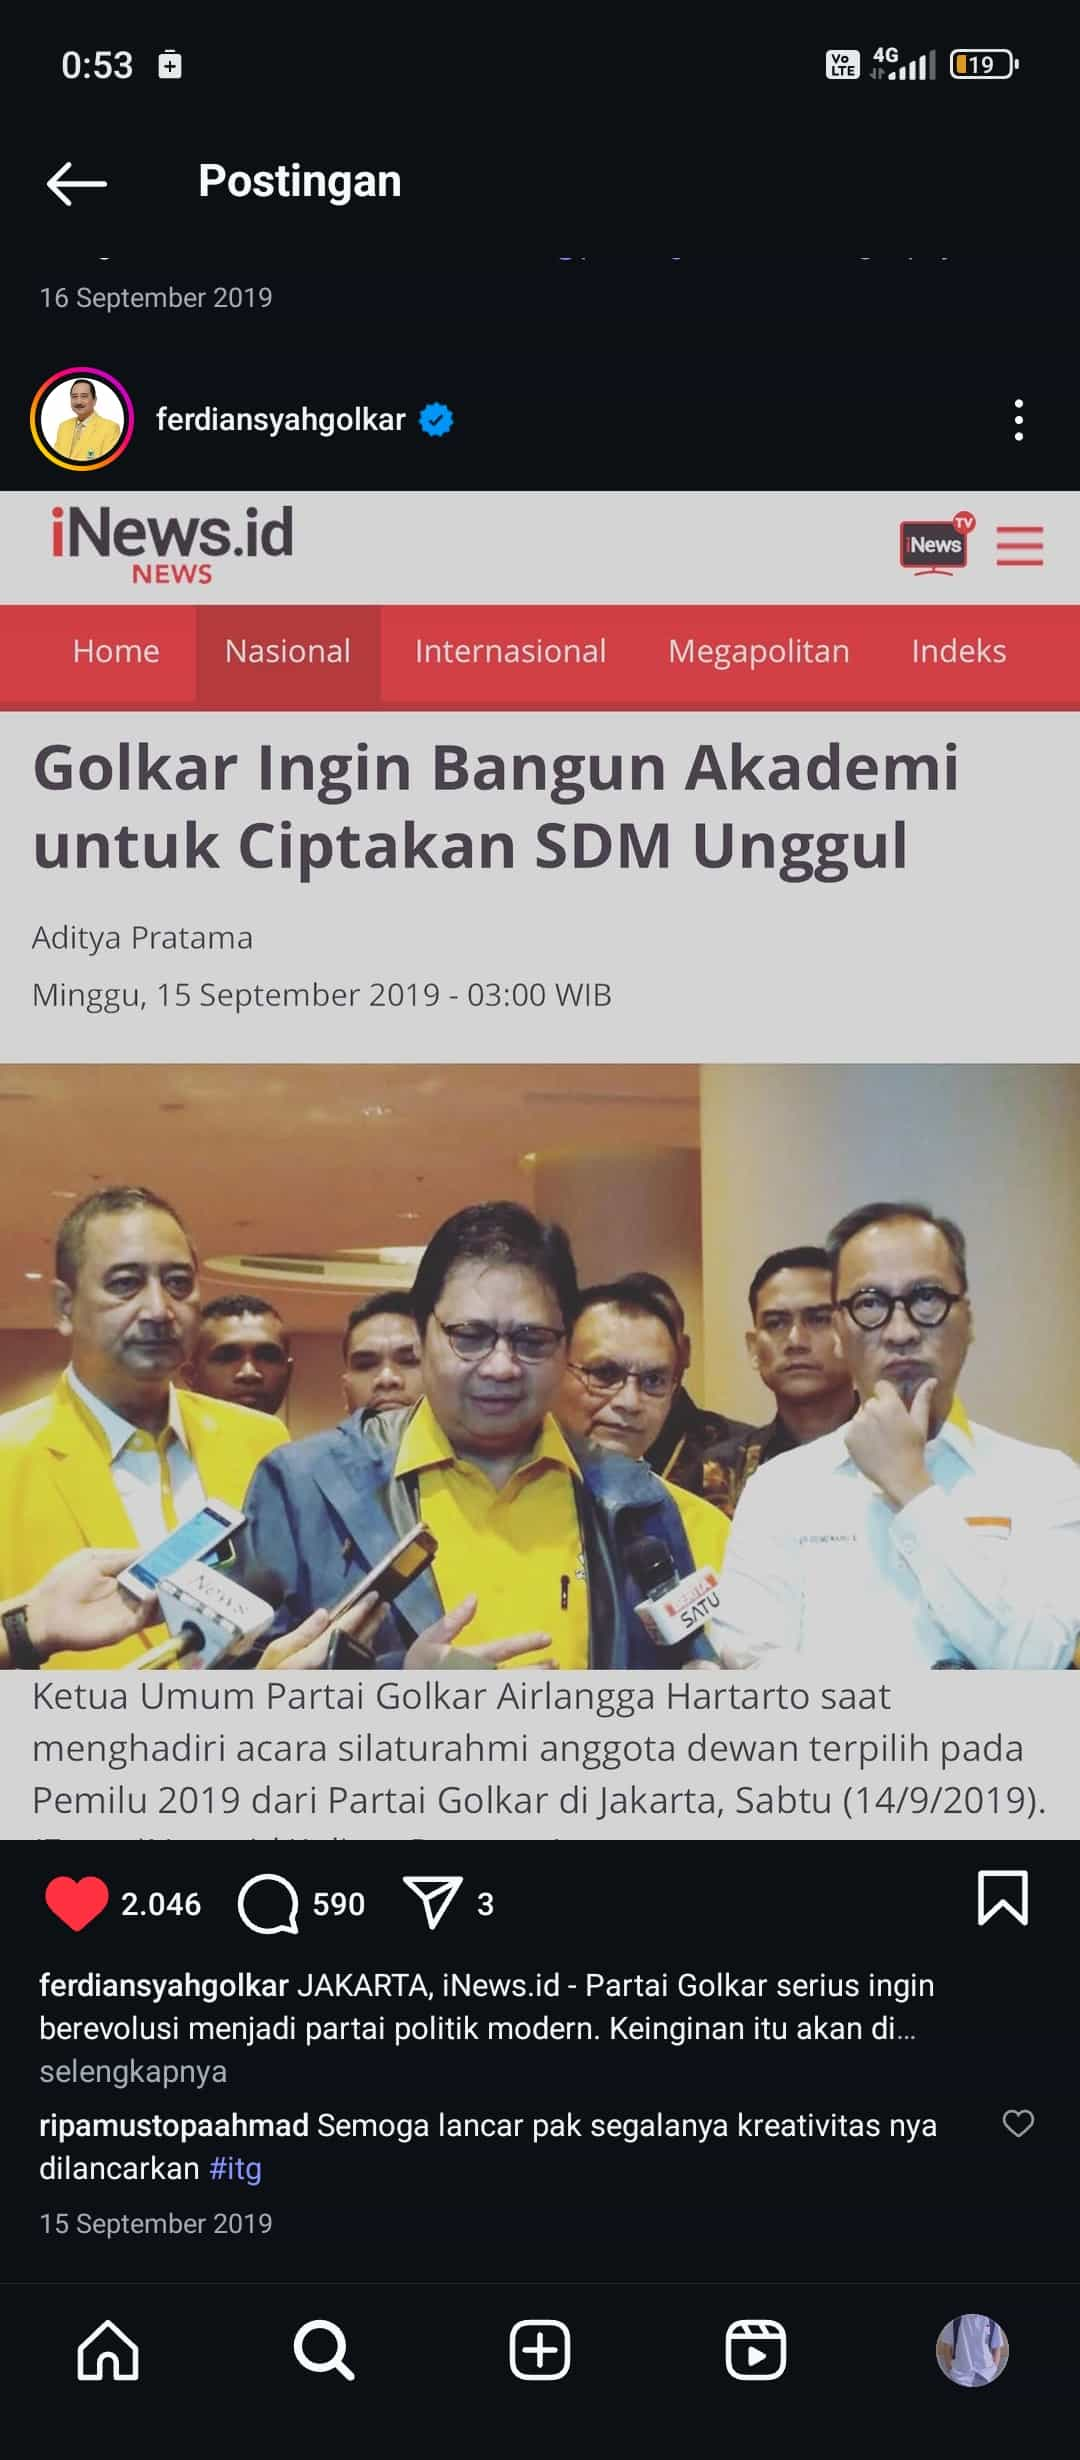 0:53
Vo LTE 4G 19
Postingan
16 September 2019
ferdiansyahgolkar
iNews.id
NEWS
iNews TV
Home Nasional Internasional Megapolitan Indeks
Golkar Ingin Bangun Akademi
untuk Ciptakan SDM Unggul
Aditya Pratama
Minggu, 15 September 2019 - 03:00 WIB
iNews
SATU
Ketua Umum Partai Golkar Airlangga Hartarto saat
menghadiri acara silaturahmi anggota dewan terpilih pada
Pemilu 2019 dari Partai Golkar di Jakarta, Sabtu (14/9/2019).
2.046 590 3
ferdiansyahgolkar JAKARTA, iNews.id - Partai Golkar serius ingin
berevolusi menjadi partai politik modern. Keinginan itu akan di...
selengkapnya
ripamustopaahmad Semoga lancar pak segalanya kreativitas nya
dilancarkan #itg
15 September 2019